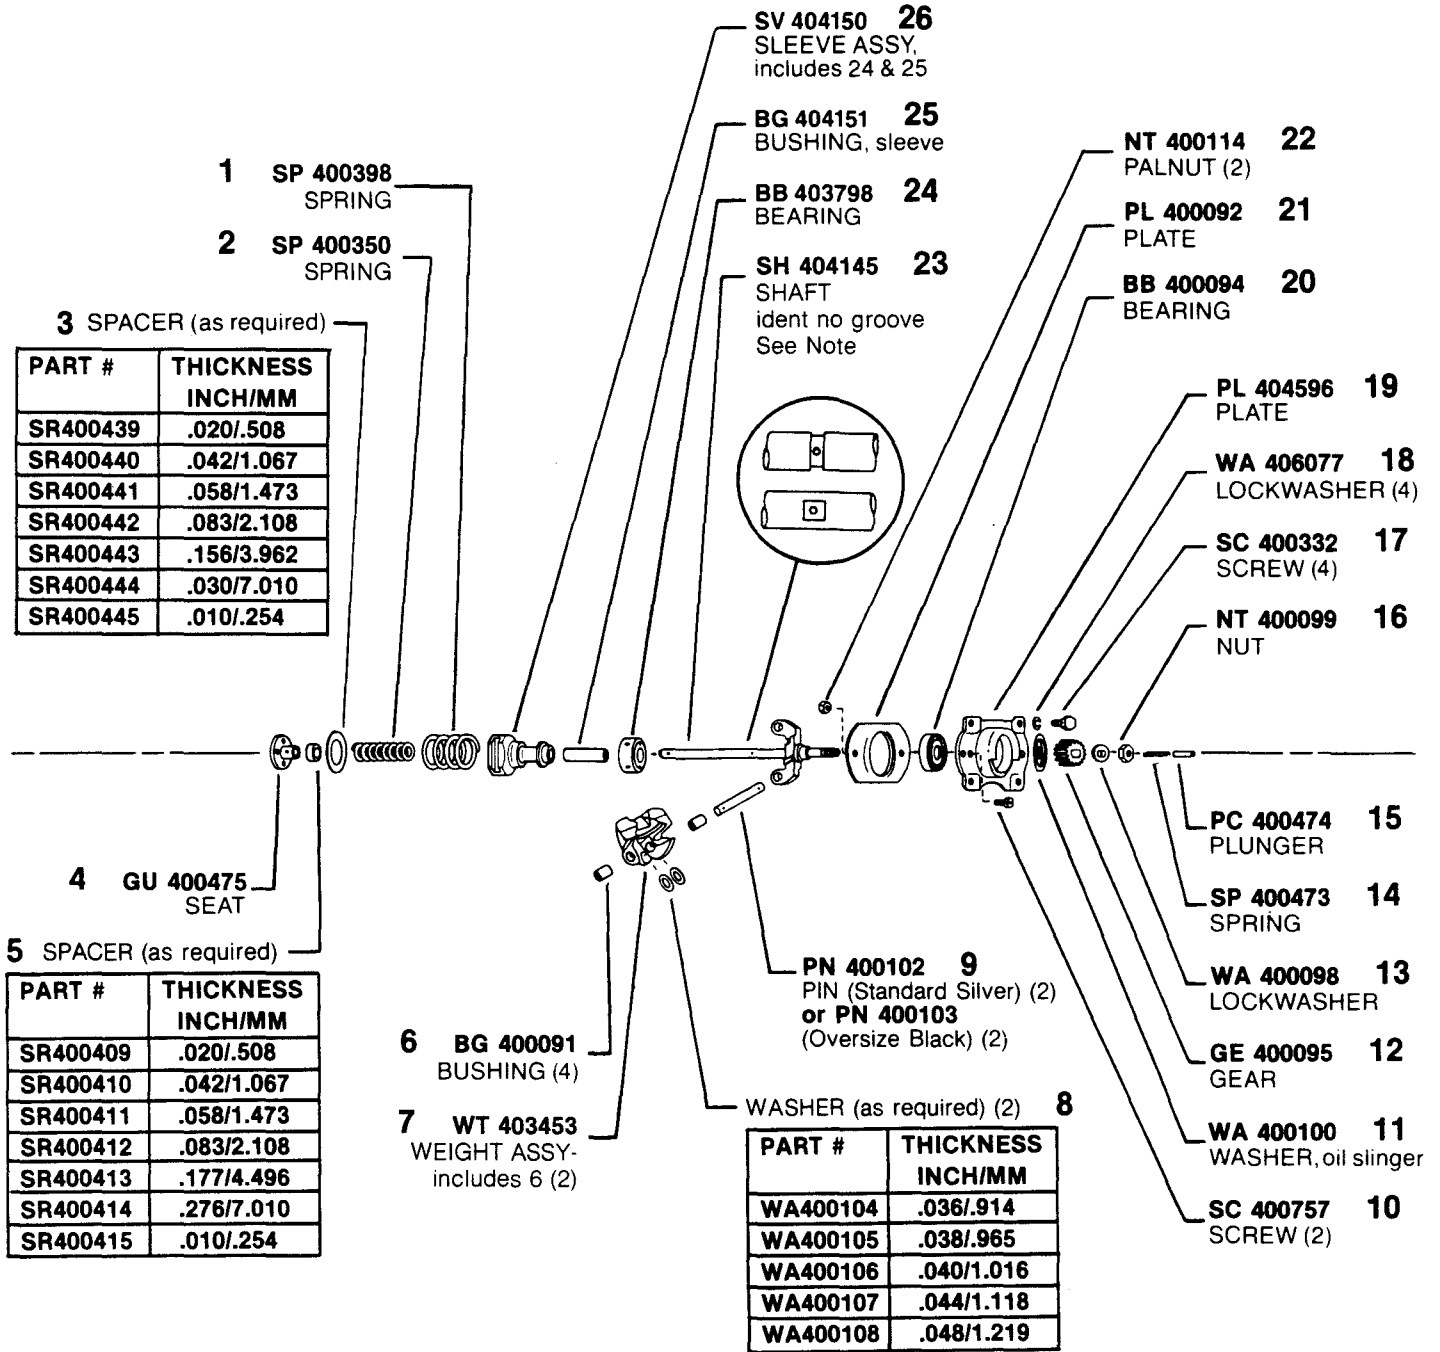 SV 404150 26
SLEEVE ASSY,
includes 24 & 25
BG 404151 25
BUSHING, sleeve
BB 403798 24
BEARING
SH 404145 23
SHAFT
ident no groove
See Note
NT 400114 22
PALNUT (2)
PL 400092 21
PLATE
BB 400094 20
BEARING
PL 404596 19
PLATE
WA 406077 18
LOCKWASHER (4)
SC 400332 17
SCREW (4)
NT 400099 16
NUT
1 SP 400398
SPRING
2 SP 400350
SPRING
3 SPACER (as required)
PART # THICKNESS
INCH/MM
SR400439 .020/.508
SR400440 .042/1.067
SR400441 .058/1.473
SR400442 .083/2.108
SR400443 .156/3.962
SR400444 .030/7.010
SR400445 .010/.254
4 GU 400475
SEAT
5 SPACER (as required)
PART # THICKNESS
INCH/MM
SR400409 .020/.508
SR400410 .042/1.067
SR400411 .058/1.473
SR400412 .083/2.108
SR400413 .177/4.496
SR400414 .276/7.010
SR400415 .010/.254
6 BG 400091
BUSHING (4)
7 WT 403453
WEIGHT ASSY-
includes 6 (2)
PN 400102 9
PIN (Standard Silver) (2)
or PN 400103
(Oversize Black) (2)
WASHER (as required) (2) 8
PART # THICKNESS
INCH/MM
WA400104 .036/.914
WA400105 .038/.965
WA400106 .040/1.016
WA400107 .044/1.118
WA400108 .048/1.219
PC 400474 15
PLUNGER
SP 400473 14
SPRING
WA 400098 13
LOCKWASHER
GE 400095 12
GEAR
WA 400100 11
WASHER, oil slinger
SC 400757 10
SCREW (2)